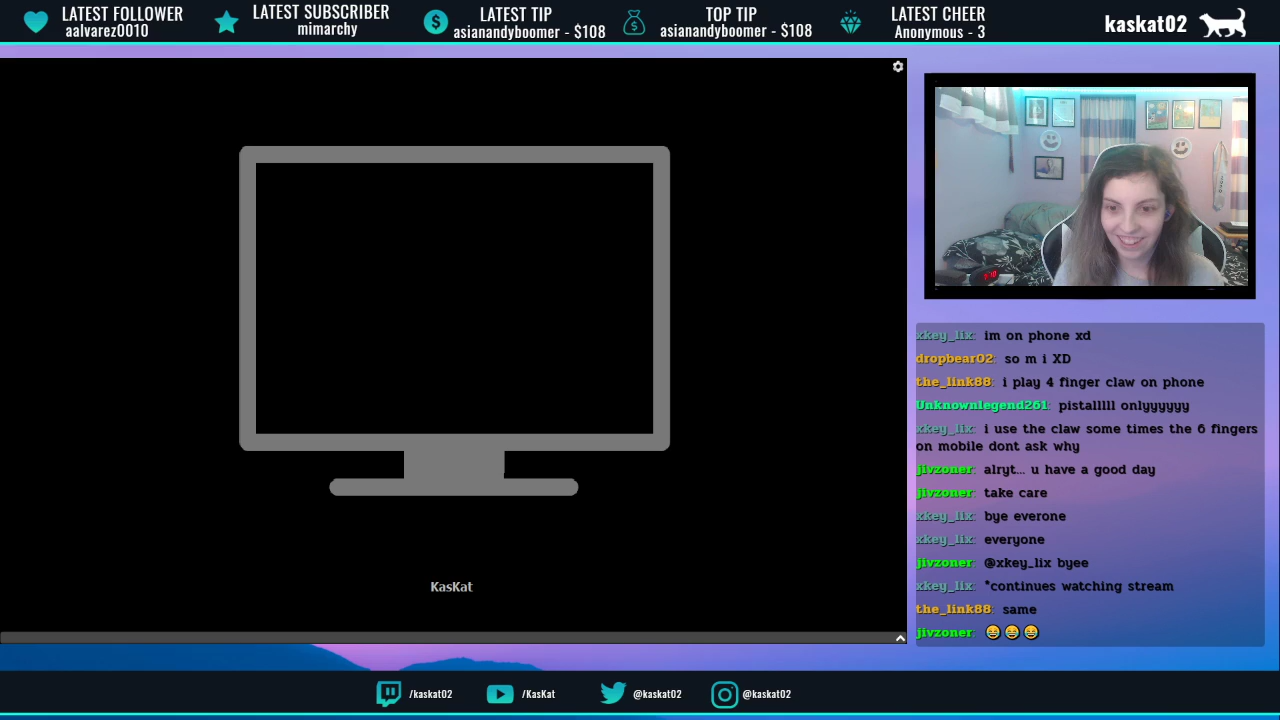 LATEST FOLLOWER
aalvarez0010
LATEST SUBSCRIBER
mimarchy
LATEST TIP
asianandyboomer - $108
TOP TIP
asianandyboomer - $108
LATEST CHEER
Anonymous - 3
kaskat02
xkey_lix: im on phone xd
dropbear02: so m i XD
the_link88: i play 4 finger claw on phone
Unknownlegend261: pistalllll onlyyyyyy
xkey_lix: i use the claw some times the 6 fingers
on mobile dont ask why
jivzoner: alryt... u have a good day
jivzoner: take care
xkey_lix: bye everone
xkey_lix: everyone
jivzoner: @xkey_lix byee
xkey_lix: *continues watching stream
the_link88: same
jivzoner: 😂 😂 😂
KasKat
/kaskat02
/KasKat
@kaskat02
@kaskat02